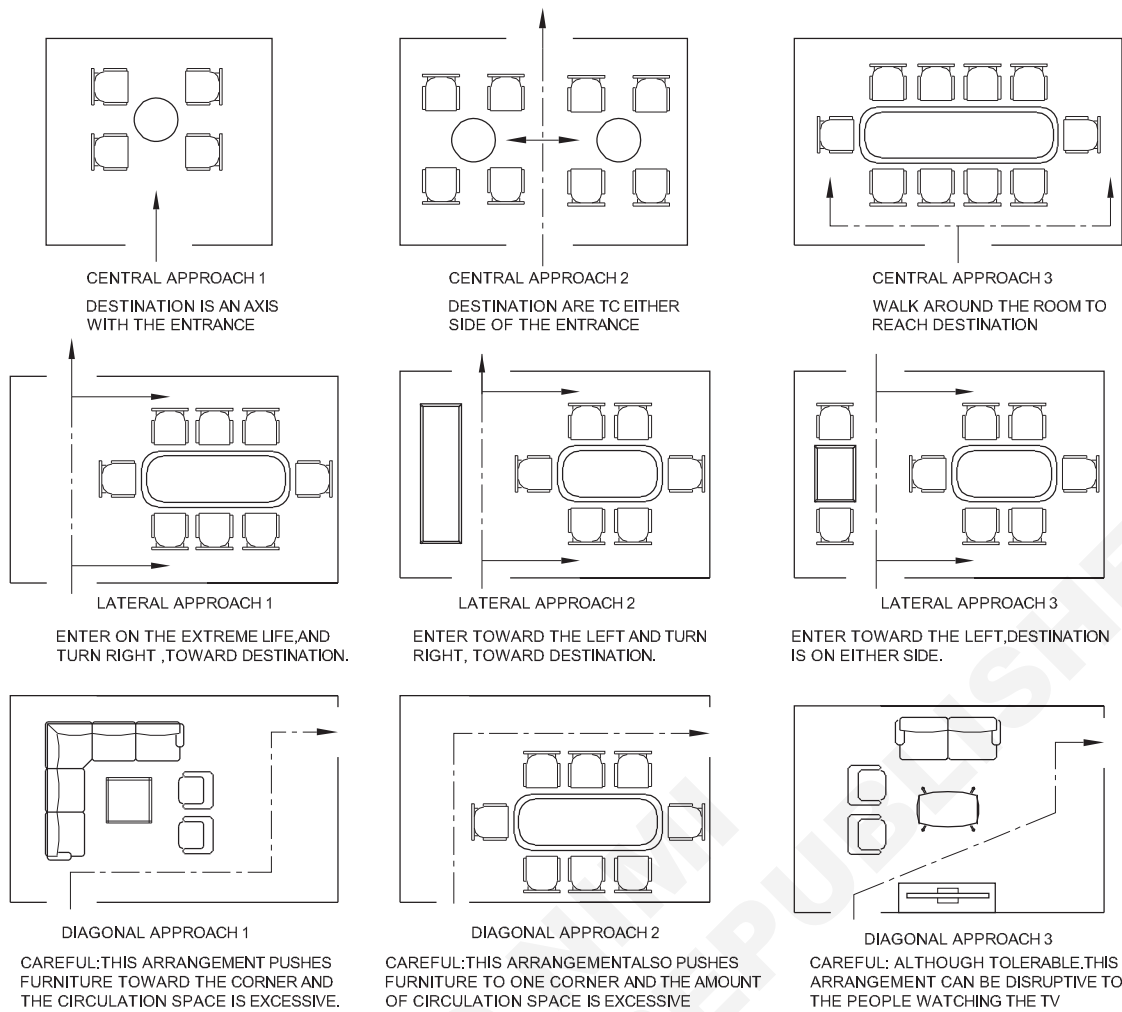 CENTRAL APPROACH 1
DESTINATION IS AN AXIS
WITH THE ENTRANCE
CENTRAL APPROACH 2
DESTINATION ARE TC EITHER
SIDE OF THE ENTRANCE
CENTRAL APPROACH 3
WALK AROUND THE ROOM TO
REACH DESTINATION
LATERAL APPROACH 1
ENTER ON THE EXTREME LIFE,AND
TURN RIGHT ,TOWARD DESTINATION.
LATERAL APPROACH 2
ENTER TOWARD THE LEFT AND TURN
RIGHT, TOWARD DESTINATION.
LATERAL APPROACH 3
ENTER TOWARD THE LEFT,DESTINATION
IS ON EITHER SIDE.
DIAGONAL APPROACH 1
CAREFUL:THIS ARRANGEMENT PUSHES
FURNITURE TOWARD THE CORNER AND
THE CIRCULATION SPACE IS EXCESSIVE.
DIAGONAL APPROACH 2
CAREFUL:THIS ARRANGEMENTALSO PUSHES
FURNITURE TO ONE CORNER AND THE AMOUNT
OF CIRCULATION SPACE IS EXCESSIVE
DIAGONAL APPROACH 3
CAREFUL: ALTHOUGH TOLERABLE,THIS
ARRANGEMENT CAN BE DISRUPTIVE TO
THE PEOPLE WATCHING THE TV